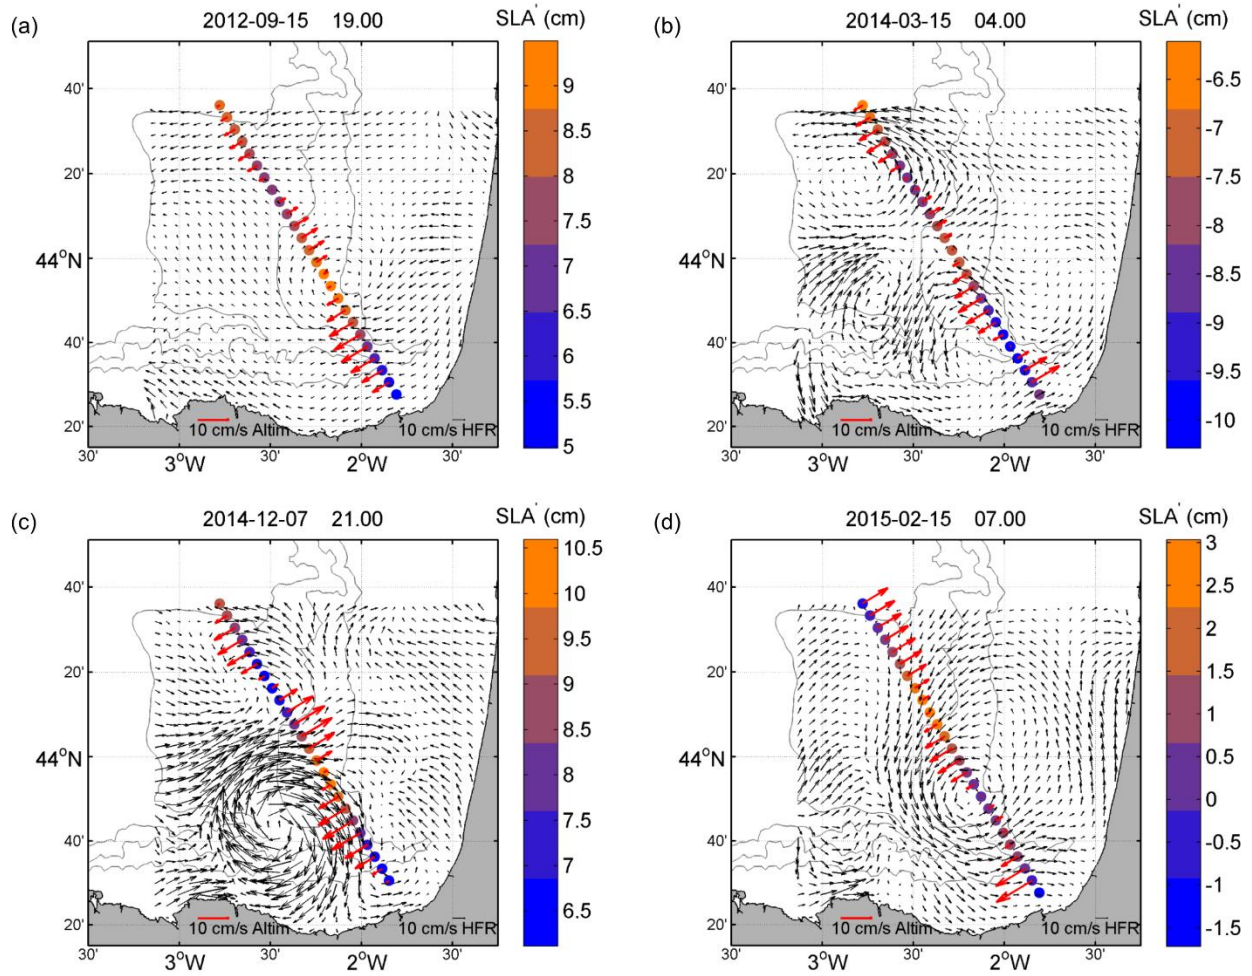 (a)
2012-09-15 19.00
SLA' (cm)
40'
20'
44°N
40'
20'
30'
3°W
30'
2°W
30'
10 cm/s Altim
10 cm/s HFR
9
8.5
8
7.5
7
6.5
6
5.5
5
(b)
2014-03-15 04.00
SLA' (cm)
40'
20'
44°N
40'
20'
30'
3°W
30'
2°W
30'
10 cm/s Altim
10 cm/s HFR
-6.5
-7
-7.5
-8
-8.5
-9
-9.5
-10
(c)
2014-12-07 21.00
SLA' (cm)
40'
20'
44°N
40'
20'
30'
3°W
30'
2°W
30'
10 cm/s Altim
10 cm/s HFR
10.5
10
9.5
9
8.5
8
7.5
7
6.5
(d)
2015-02-15 07.00
SLA' (cm)
40'
20'
44°N
40'
20'
30'
3°W
30'
2°W
30'
10 cm/s Altim
10 cm/s HFR
3
2.5
2
1.5
1
0.5
0
-0.5
-1
-1.5